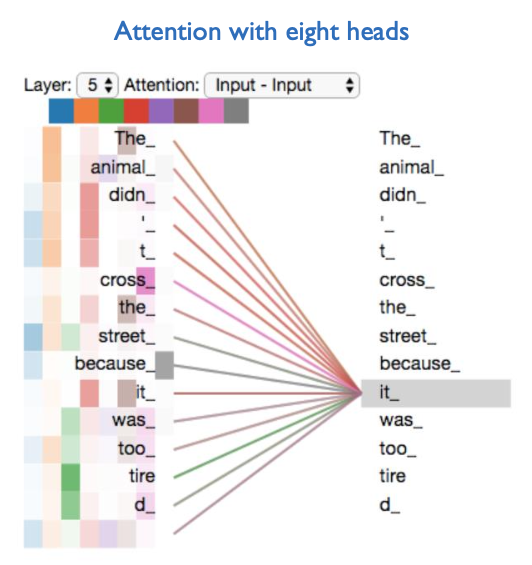 Attention with eight heads
Layer: 5 Attention: Input - Input
The_ The_
animal_ animal_
didn_ didn_
'_ '_
t_ t_
cross_ cross_
the_ the_
street_ street_
because_ because_
it_ it_
was_ was_
too_ too_
tire tire
d_ d_